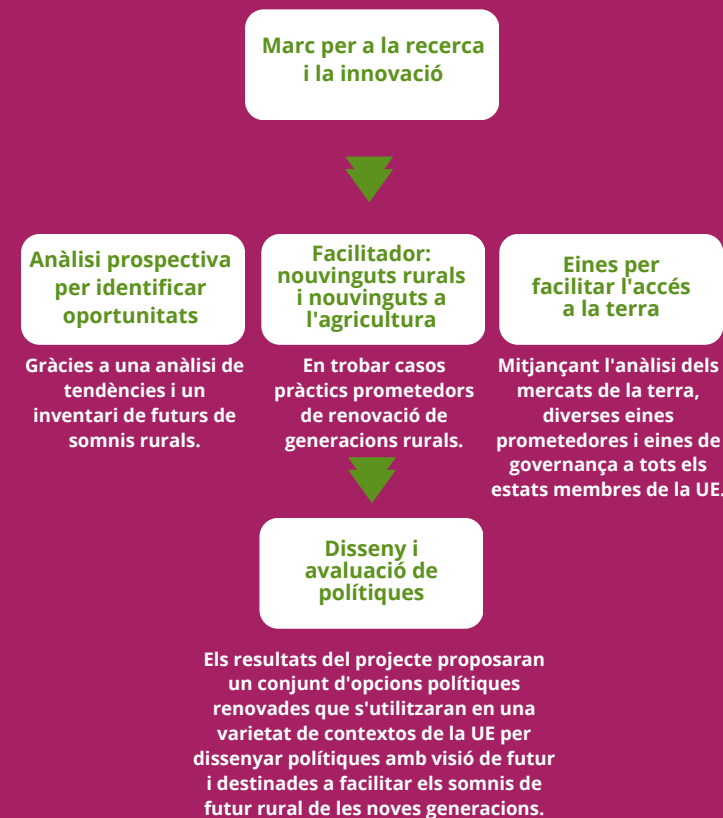 Marc per a la recerca
i la innovació
Anàlisi prospectiva
per identificar
oportunitats
Gràcies a una anàlisi de
tendències i un
inventari de futurs de
somnis rurals.
Facilitador:
nouvinguts rurals
i nouvinguts a
l'agricultura
En trobar casos
pràctics prometedors
de renovació de
generacions rurals.
Eines per
facilitar l'accés
a la terra
Mitjançant l'anàlisi dels
mercats de la terra,
diverses eines
prometedores i eines de
governança a tots els
estats membres de la UE.
Disseny i
avaluació de
polítiques
Els resultats del projecte proposaran
un conjunt d'opcions polítiques
renovades que s'utilitzaran en una
varietat de contextos de la UE per
dissenyar polítiques amb visió de futur
i destinades a facilitar els somnis de
futur rural de les noves generacions.